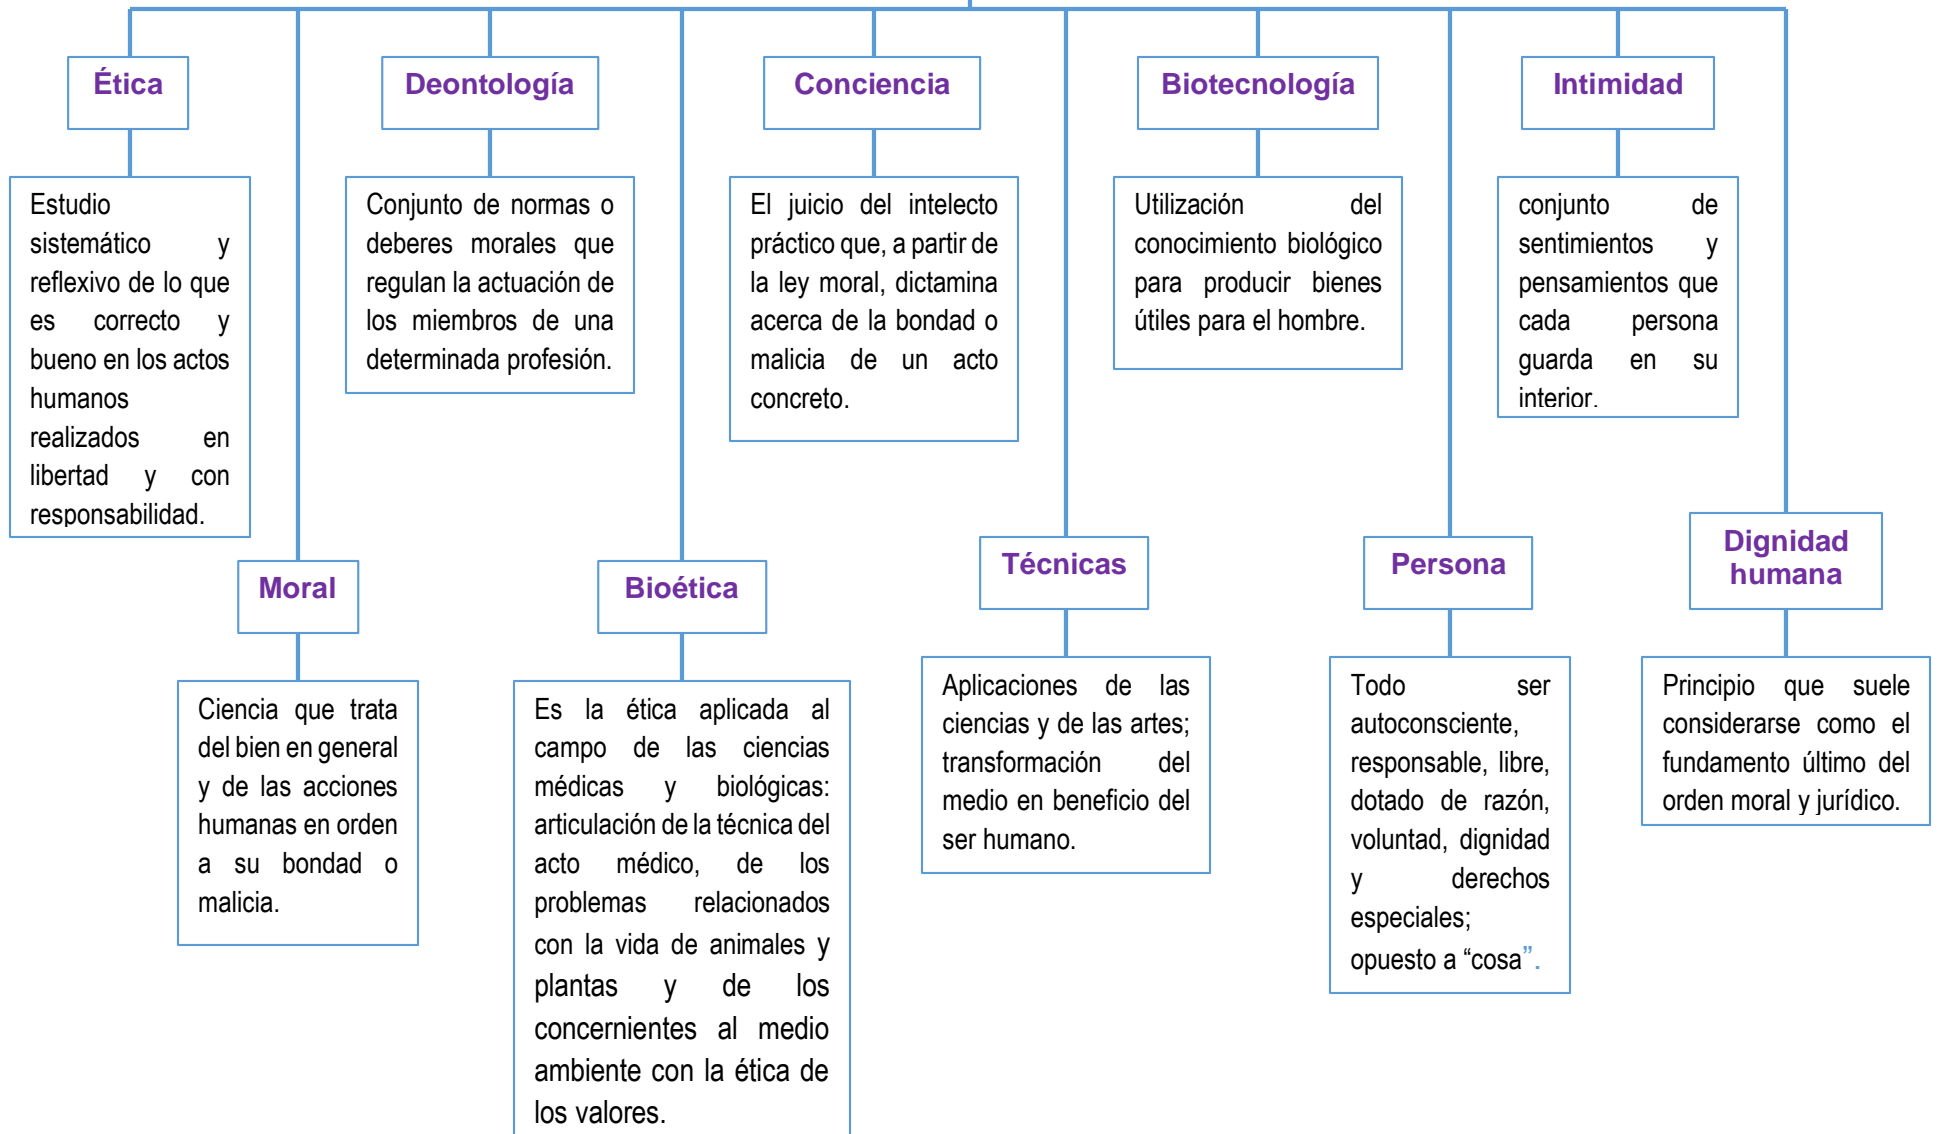 Ética
Estudio
sistemático y
reflexivo de lo que
es correcto y
bueno en los actos
humanos
realizados en
libertad y con
responsabilidad.
Moral
Ciencia que trata
del bien en general
y de las acciones
humanas en orden
a su bondad o
malicia.
Deontología
Conjunto de normas o
deberes morales que
regulan la actuación de
los miembros de una
determinada profesión.
Bioética
Es la ética aplicada al
campo de las ciencias
médicas y biológicas:
articulación de la técnica del
acto médico, de los
problemas relacionados
con la vida de animales y
plantas y de los
concernientes al medio
ambiente con la ética de
los valores.
Conciencia
El juicio del intelecto
práctico que, a partir de
la ley moral, dictamina
acerca de la bondad o
malicia de un acto
concreto.
Técnicas
Aplicaciones de las
ciencias y de las artes;
transformación del
medio en beneficio del
ser humano.
Biotecnología
Utilización del
conocimiento biológico
para producir bienes
útiles para el hombre.
Persona
Todo ser
autoconsciente,
responsable, libre,
dotado de razón,
voluntad, dignidad
y derechos
especiales;
opuesto a “cosa”.
Intimidad
conjunto de
sentimientos y
pensamientos que
cada persona
guarda en su
interior.
Dignidad
humana
Principio que suele
considerarse como el
fundamento último del
orden moral y jurídico.